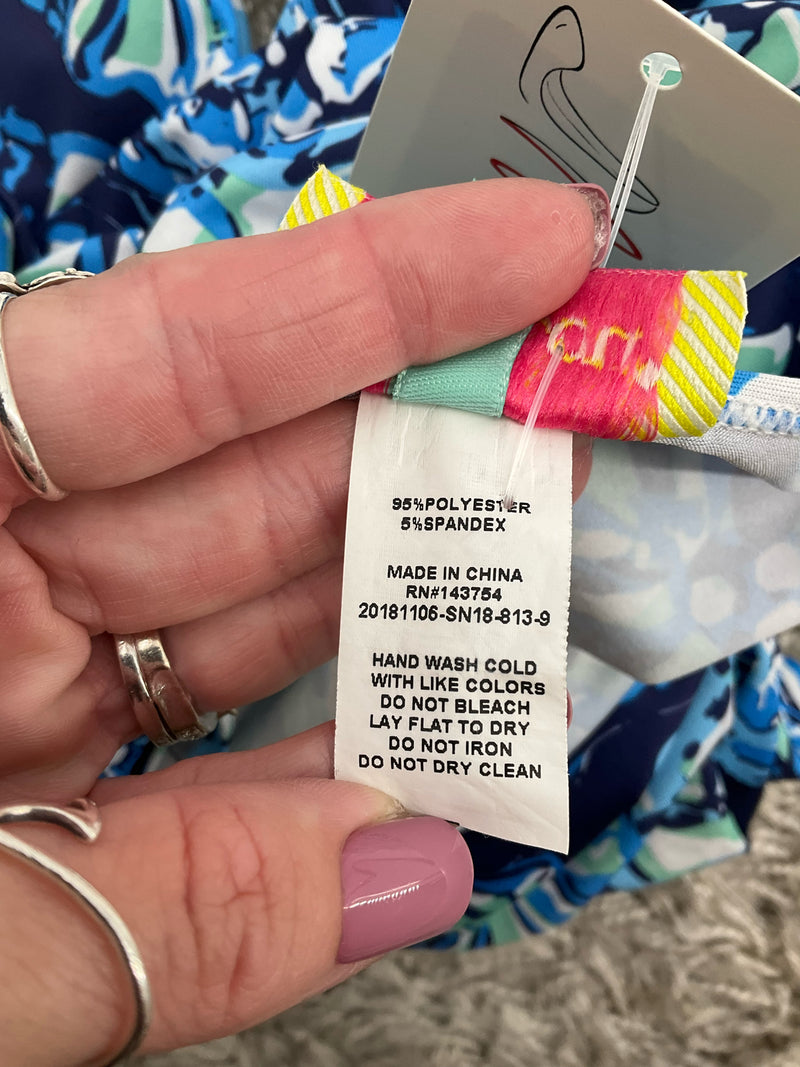 95%POLYESTER
5%SPANDEX
MADE IN CHINA
RN#143754
20181106-SN18-813-9
HAND WASH COLD
WITH LIKE COLORS
DO NOT BLEACH
LAY FLAT TO DRY
DO NOT IRON
DO NOT DRY CLEAN